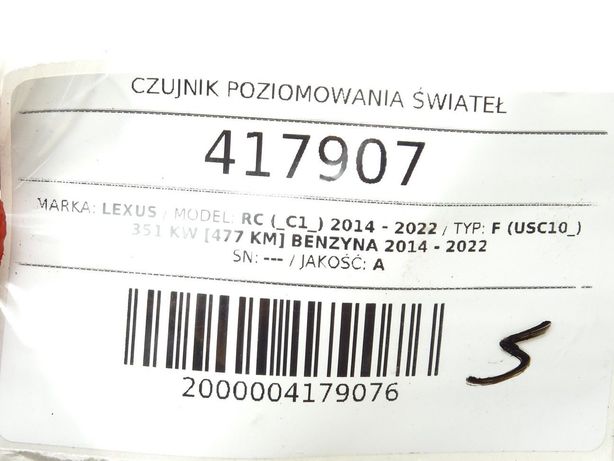 CZUJNIK POZIOMOWANIA ŚWIATEŁ
417907
MARKA: LEXUS / MODEL: RC (_C1_) 2014 - 2022 / TYP: F (USC10_)
351 KW [477 KM] BENZYNA 2014 - 2022
SN: --- / JAKOŚĆ: A
2000004179076
5